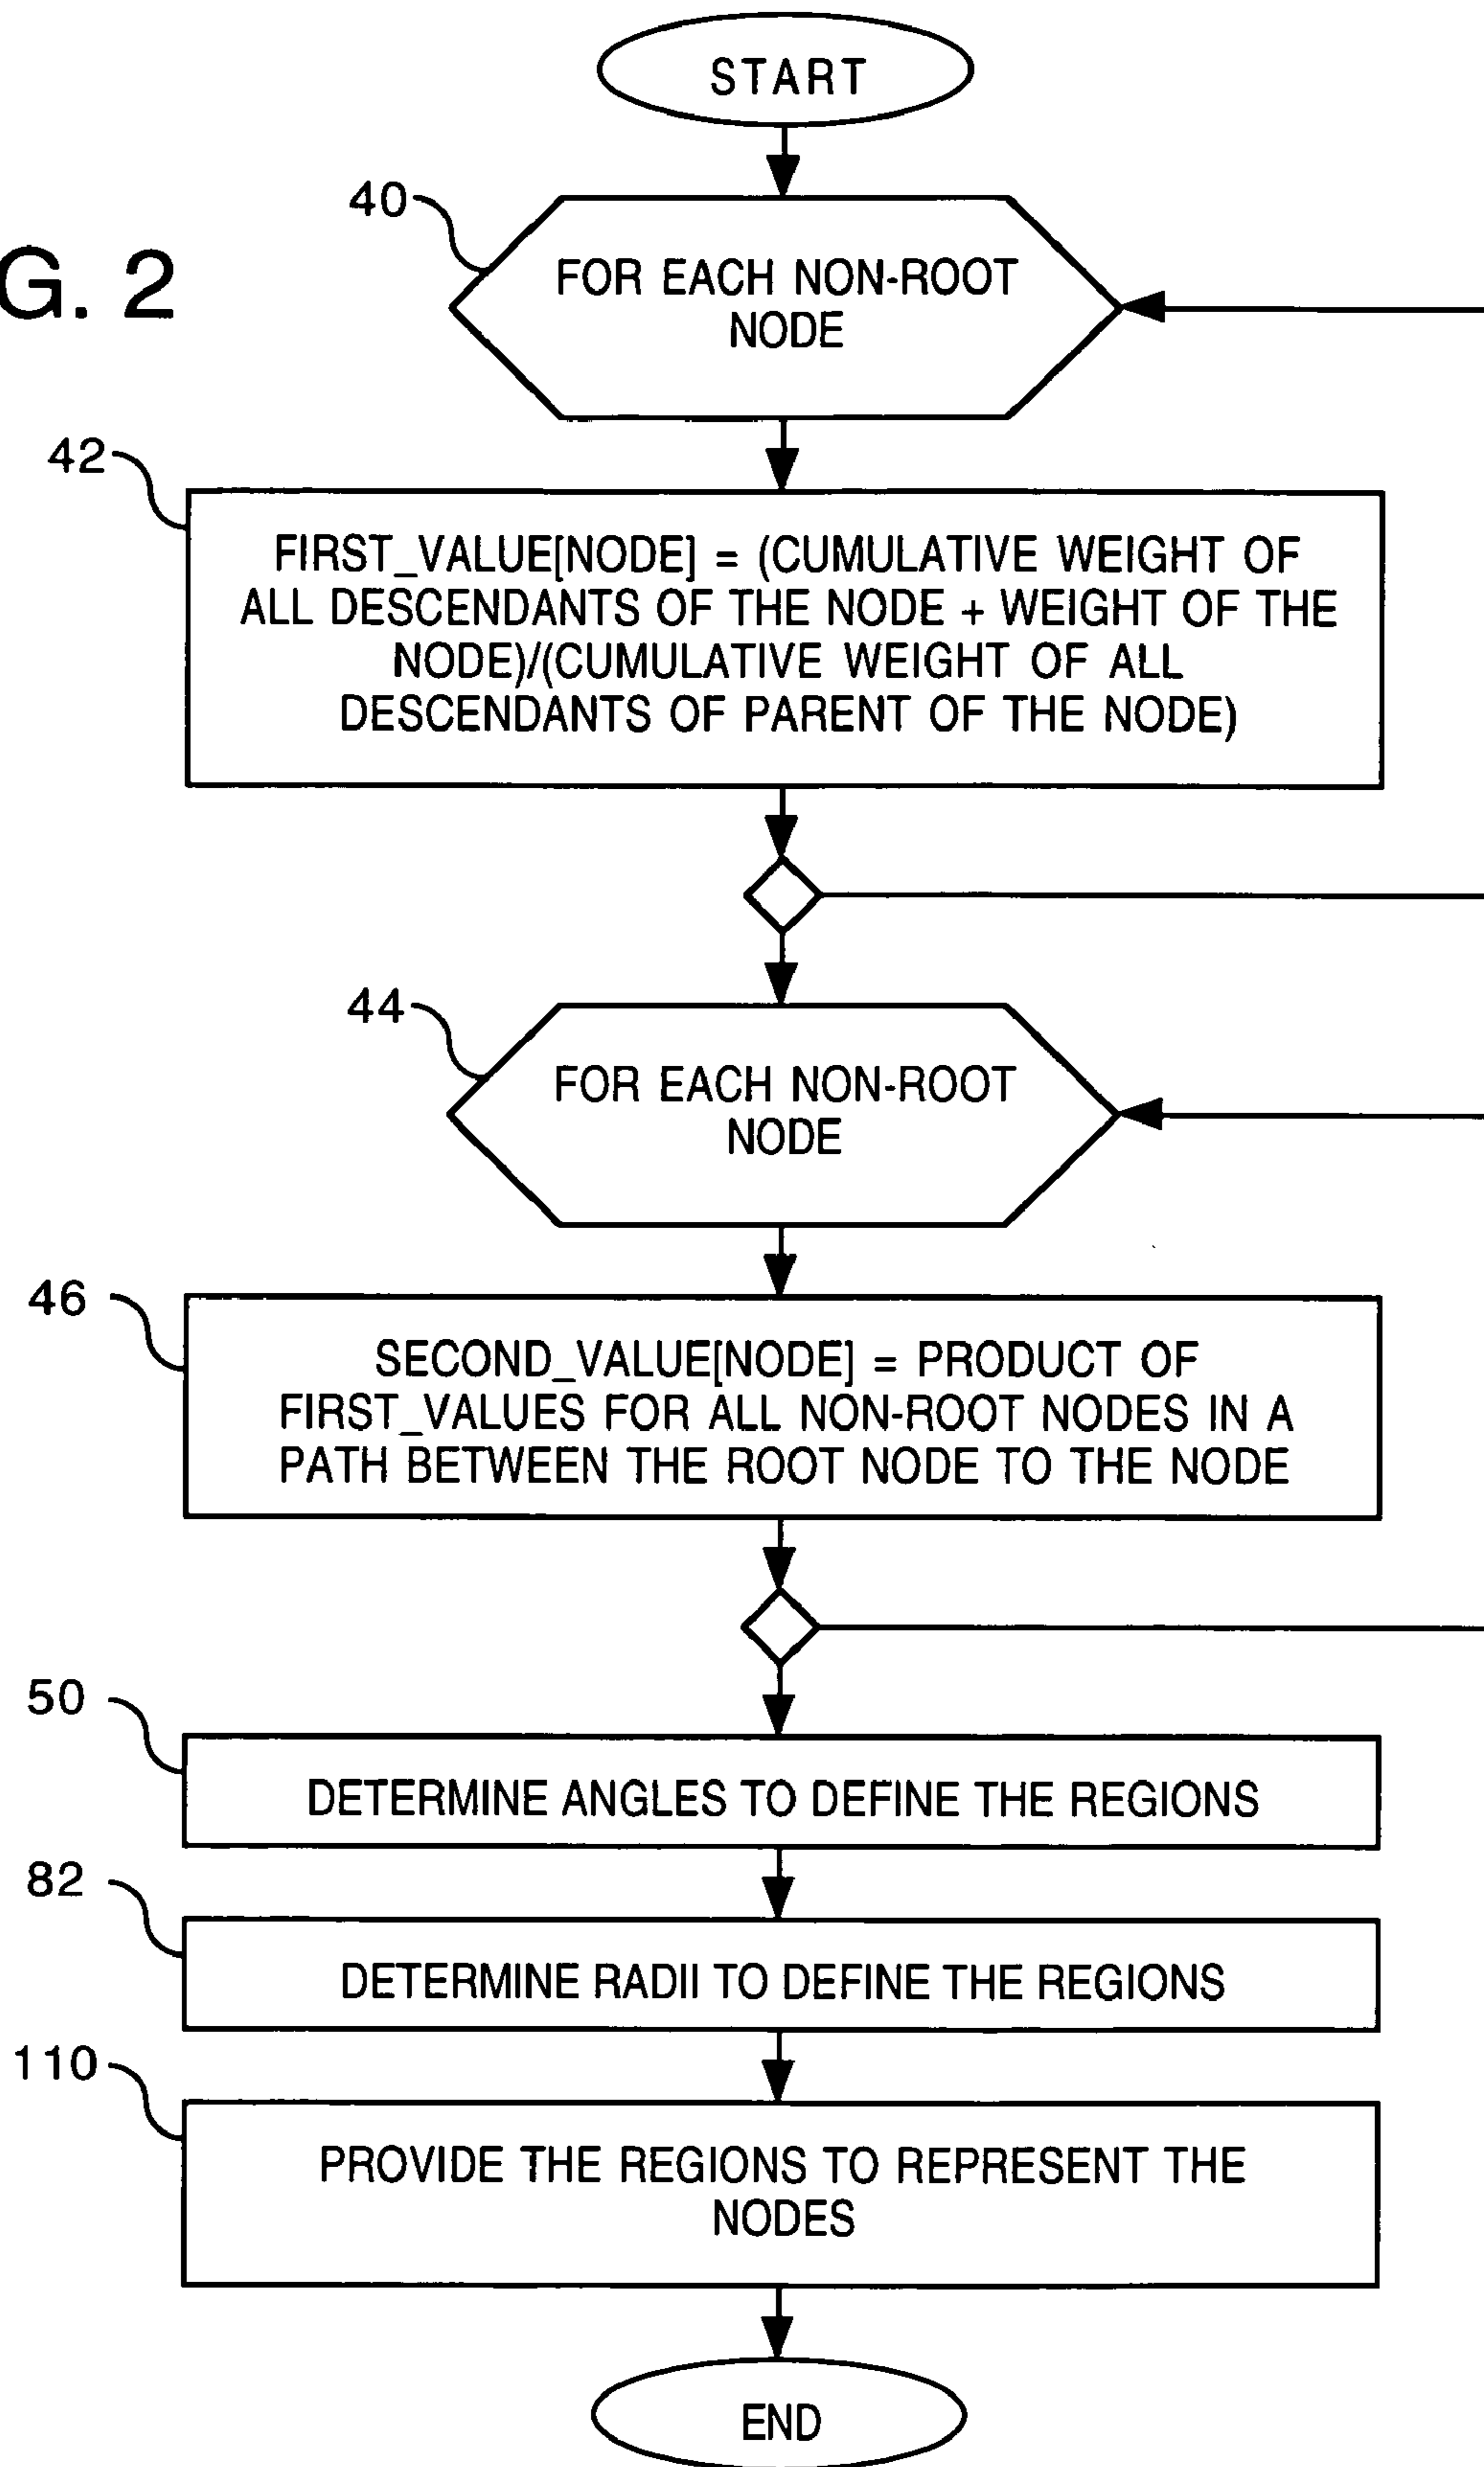 START
40
FOR EACH NON-ROOT
NODE
G. 2
42
FIRST_VALUE[NODE] = (CUMULATIVE WEIGHT OF
ALL DESCENDANTS OF THE NODE + WEIGHT OF THE
NODE)/(CUMULATIVE WEIGHT OF ALL
DESCENDANTS OF PARENT OF THE NODE)
44
FOR EACH NON-ROOT
NODE
46
SECOND_VALUE[NODE] = PRODUCT OF
FIRST_VALUES FOR ALL NON-ROOT NODES IN A
PATH BETWEEN THE ROOT NODE TO THE NODE
50
DETERMINE ANGLES TO DEFINE THE REGIONS
82
DETERMINE RADII TO DEFINE THE REGIONS
110
PROVIDE THE REGIONS TO REPRESENT THE
NODES
END